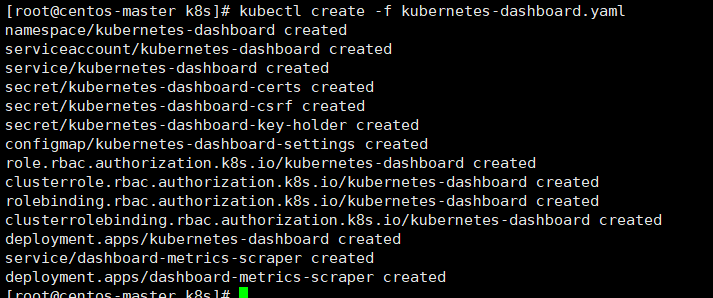 [root@centos-master k8s]# kubectl create -f kubernetes-dashboard.yaml
namespace/kubernetes-dashboard created
serviceaccount/kubernetes-dashboard created
service/kubernetes-dashboard created
secret/kubernetes-dashboard-certs created
secret/kubernetes-dashboard-csrf created
secret/kubernetes-dashboard-key-holder created
configmap/kubernetes-dashboard-settings created
role.rbac.authorization.k8s.io/kubernetes-dashboard created
clusterrole.rbac.authorization.k8s.io/kubernetes-dashboard created
rolebinding.rbac.authorization.k8s.io/kubernetes-dashboard created
clusterrolebinding.rbac.authorization.k8s.io/kubernetes-dashboard created
deployment.apps/kubernetes-dashboard created
service/dashboard-metrics-scraper created
deployment.apps/dashboard-metrics-scraper created
[root@centos-master k8s]#